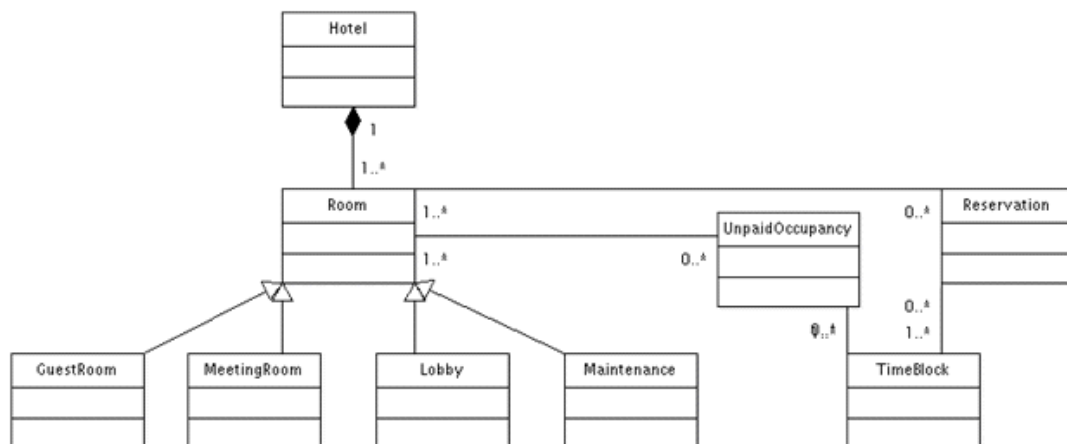 Hotel
1
1..*
Room
Reservation
1..*
0..*
UnpaidOccupancy
1..*
0..*
0..*
1..*
GuestRoom
MeetingRoom
Lobby
Maintenance
TimeBlock